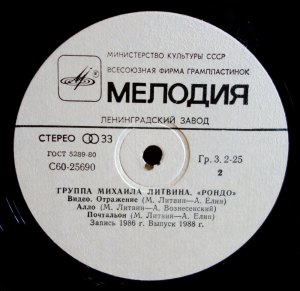 МИНИСТЕРСТВО КУЛЬТУРЫ СССР
ВСЕСОЮЗНАЯ ФИРМА ГРАМПЛАСТИНОК
МЕЛОДИЯ
ЛЕНИНГРАДСКИЙ ЗАВОД
СТЕРЕО 33
ГОСТ 5289-80
С60-25690
Гр. 3. 2-25
2
ГРУППА МИХАИЛА ЛИТВИНА, «РОНДО»
Видео. Отражение (М. Литвин—А. Елин)
Алло (М. Литвин—А. Вознесенский)
Почтальон (М. Литвин—А. Елин)
Запись 1986 г. Выпуск 1988 г.